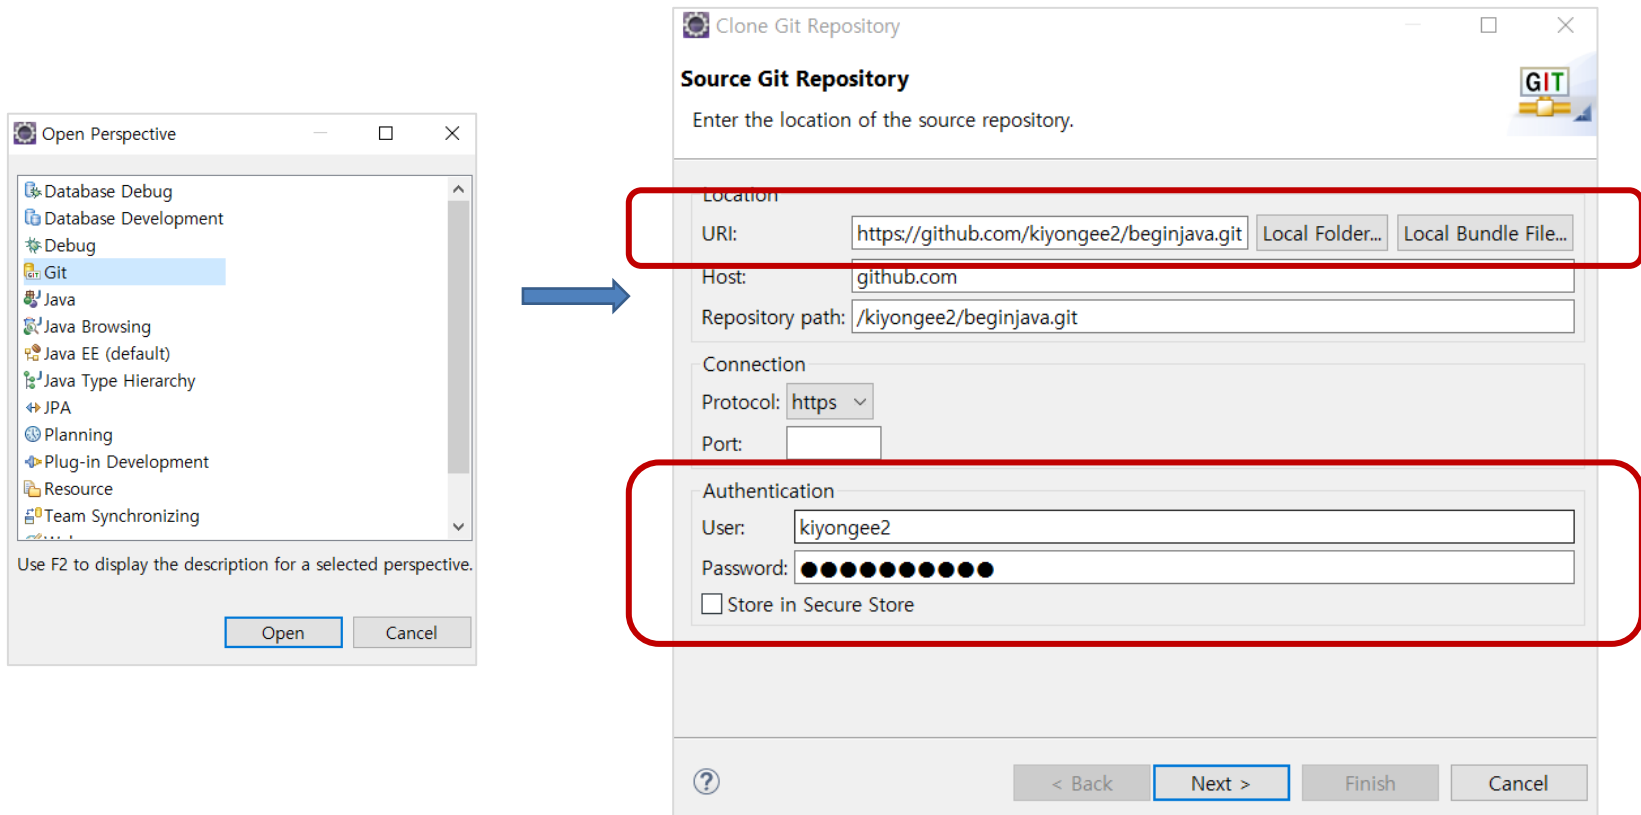 Open Perspective
Database Debug
Database Development
Debug
Git
Java
Java Browsing
Java EE (default)
Java Type Hierarchy
JPA
Planning
Plug-in Development
Resource
Team Synchronizing
Use F2 to display the description for a selected perspective.
Open
Cancel
Clone Git Repository
Source Git Repository
Enter the location of the source repository.
GIT
Location
URI: https://github.com/kiyongee2/beginjava.git Local Folder... Local Bundle File...
Host: github.com
Repository path: /kiyongee2/beginjava.git
Connection
Protocol: https
Port:
Authentication
User: kiyongee2
Password: ●●●●●●●●●●
Store in Secure Store
< Back Next > Finish Cancel